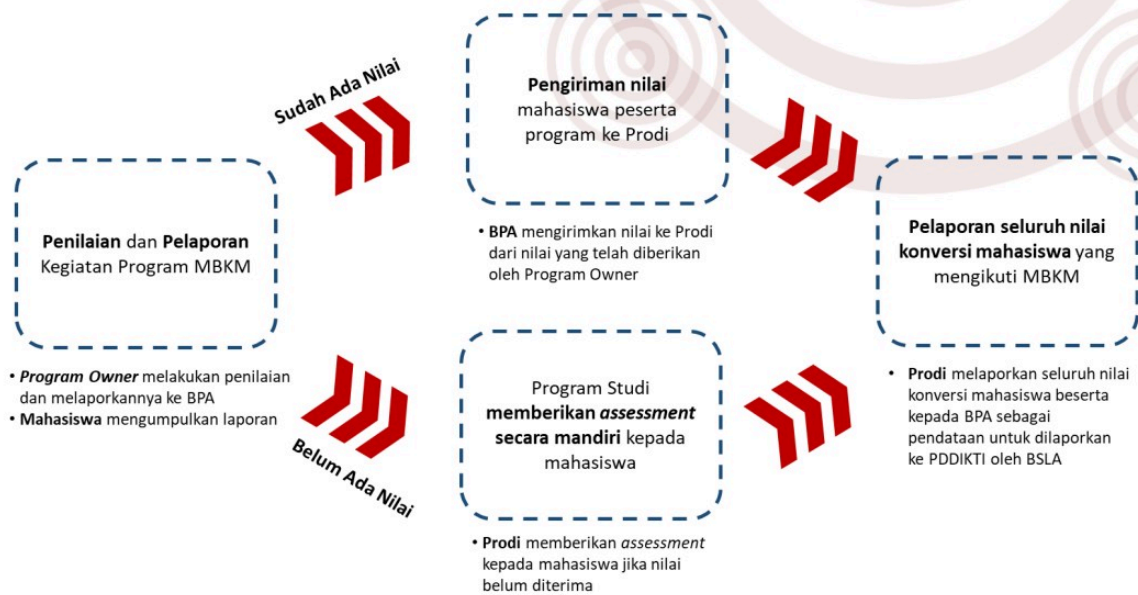 Penilaian dan Pelaporan
Kegiatan Program MBKM
• Program Owner melakukan penilaian
dan melaporkannya ke BPA
• Mahasiswa mengumpulkan laporan
Sudah Ada Nilai
Pengiriman nilai
mahasiswa peserta
program ke Prodi
• BPA mengirimkan nilai ke Prodi
dari nilai yang telah diberikan
oleh Program Owner
Belum Ada Nilai
Program Studi
memberikan assessment
secara mandiri kepada
mahasiswa
• Prodi memberikan assessment
kepada mahasiswa jika nilai
belum diterima
Pelaporan seluruh nilai
konversi mahasiswa yang
mengikuti MBKM
• Prodi melaporkan seluruh nilai
konversi mahasiswa beserta
kepada BPA sebagai
pendataan untuk dilaporkan
ke PDDIKTI oleh BSLA